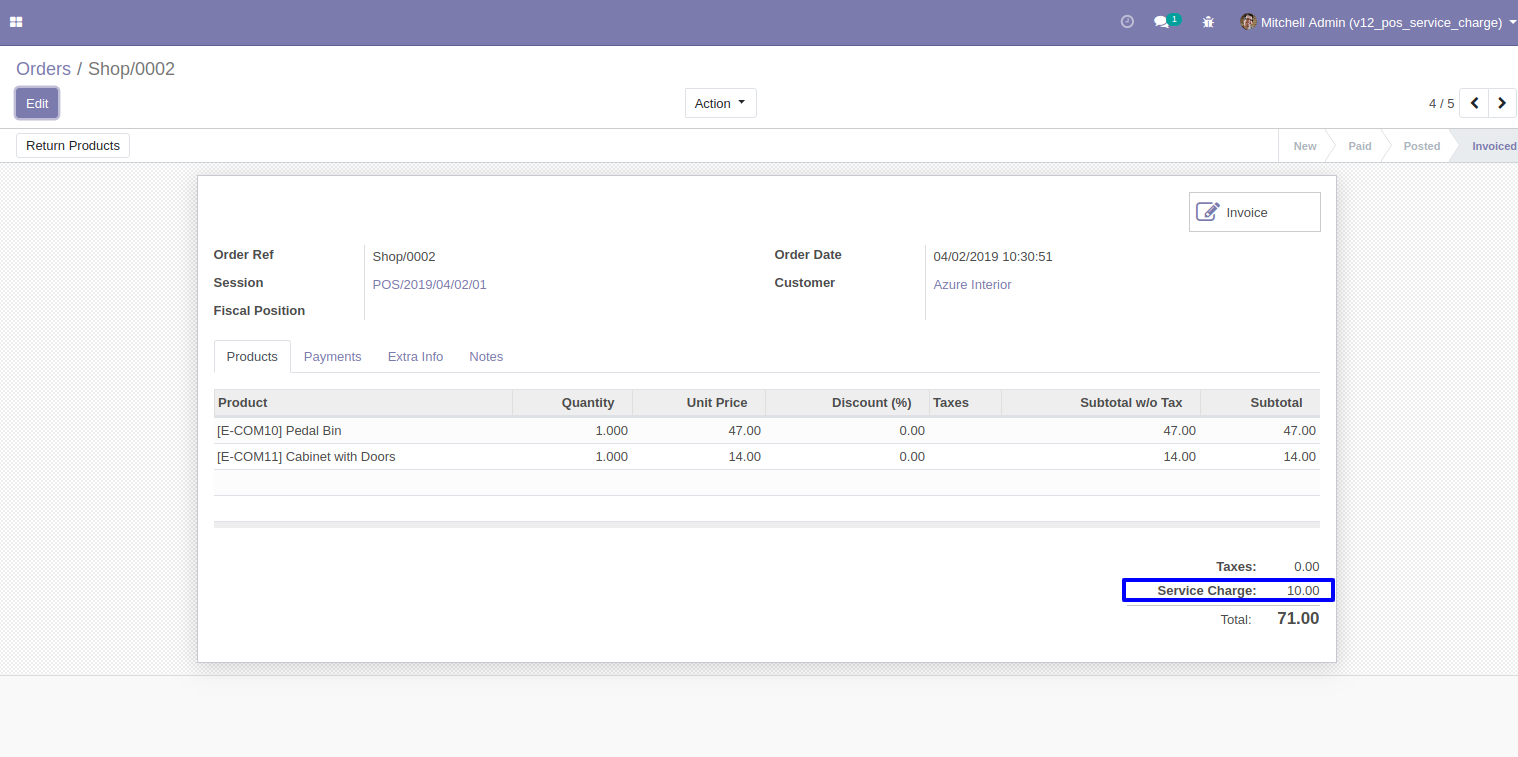 1 Mitchell Admin (v12_pos_service_charge)
Orders / Shop/0002
Edit Action 4 / 5
Return Products New Paid Posted Invoiced
Invoice
Order Ref Shop/0002 Order Date 04/02/2019 10:30:51
Session POS/2019/04/02/01 Customer Azure Interior
Fiscal Position
Products Payments Extra Info Notes
Product Quantity Unit Price Discount (%) Taxes Subtotal w/o Tax Subtotal
[E-COM10] Pedal Bin 1.000 47.00 0.00 47.00 47.00
[E-COM11] Cabinet with Doors 1.000 14.00 0.00 14.00 14.00
Taxes: 0.00
Service Charge: 10.00
Total: 71.00